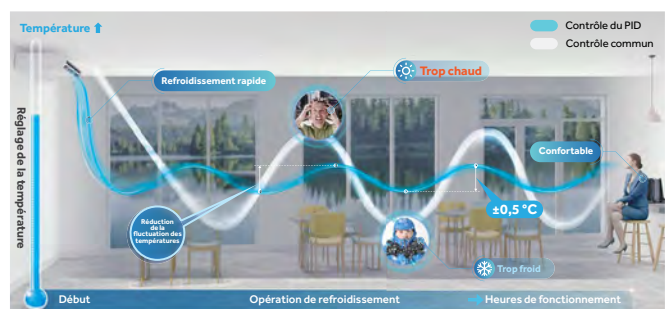 Température ⬆
Contrôle du PID
Contrôle commun
Trop chaud
Refroidissement rapide
Réglage de la température
Confortable
Réduction
de la
fluctuation des
températures
±0,5 °C
Trop froid
Début
Opération de refroidissement
Heures de fonctionnement